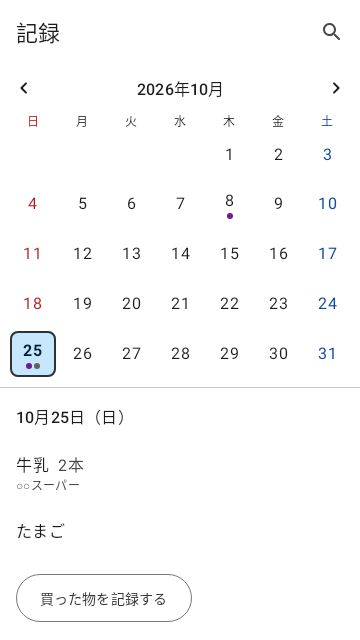 記録
2026年10月
日 月 火 水 木 金 土
1 2 3
4 5 6 7 8 9 10
11 12 13 14 15 16 17
18 19 20 21 22 23 24
25 26 27 28 29 30 31
10月25日（日）
牛乳 2本
○○スーパー
たまご
買った物を記録する